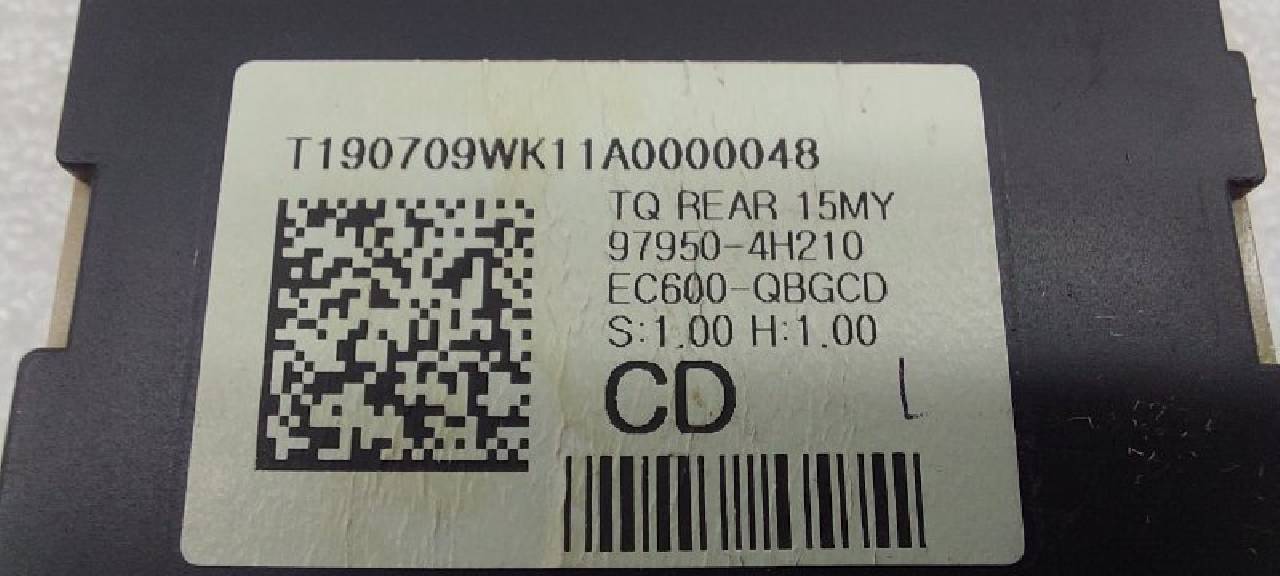 T190709WK11A0000048
TQ REAR 15MY
97950-4H210
EC600-QBGCD
S:1.00 H:1.00
CD
L